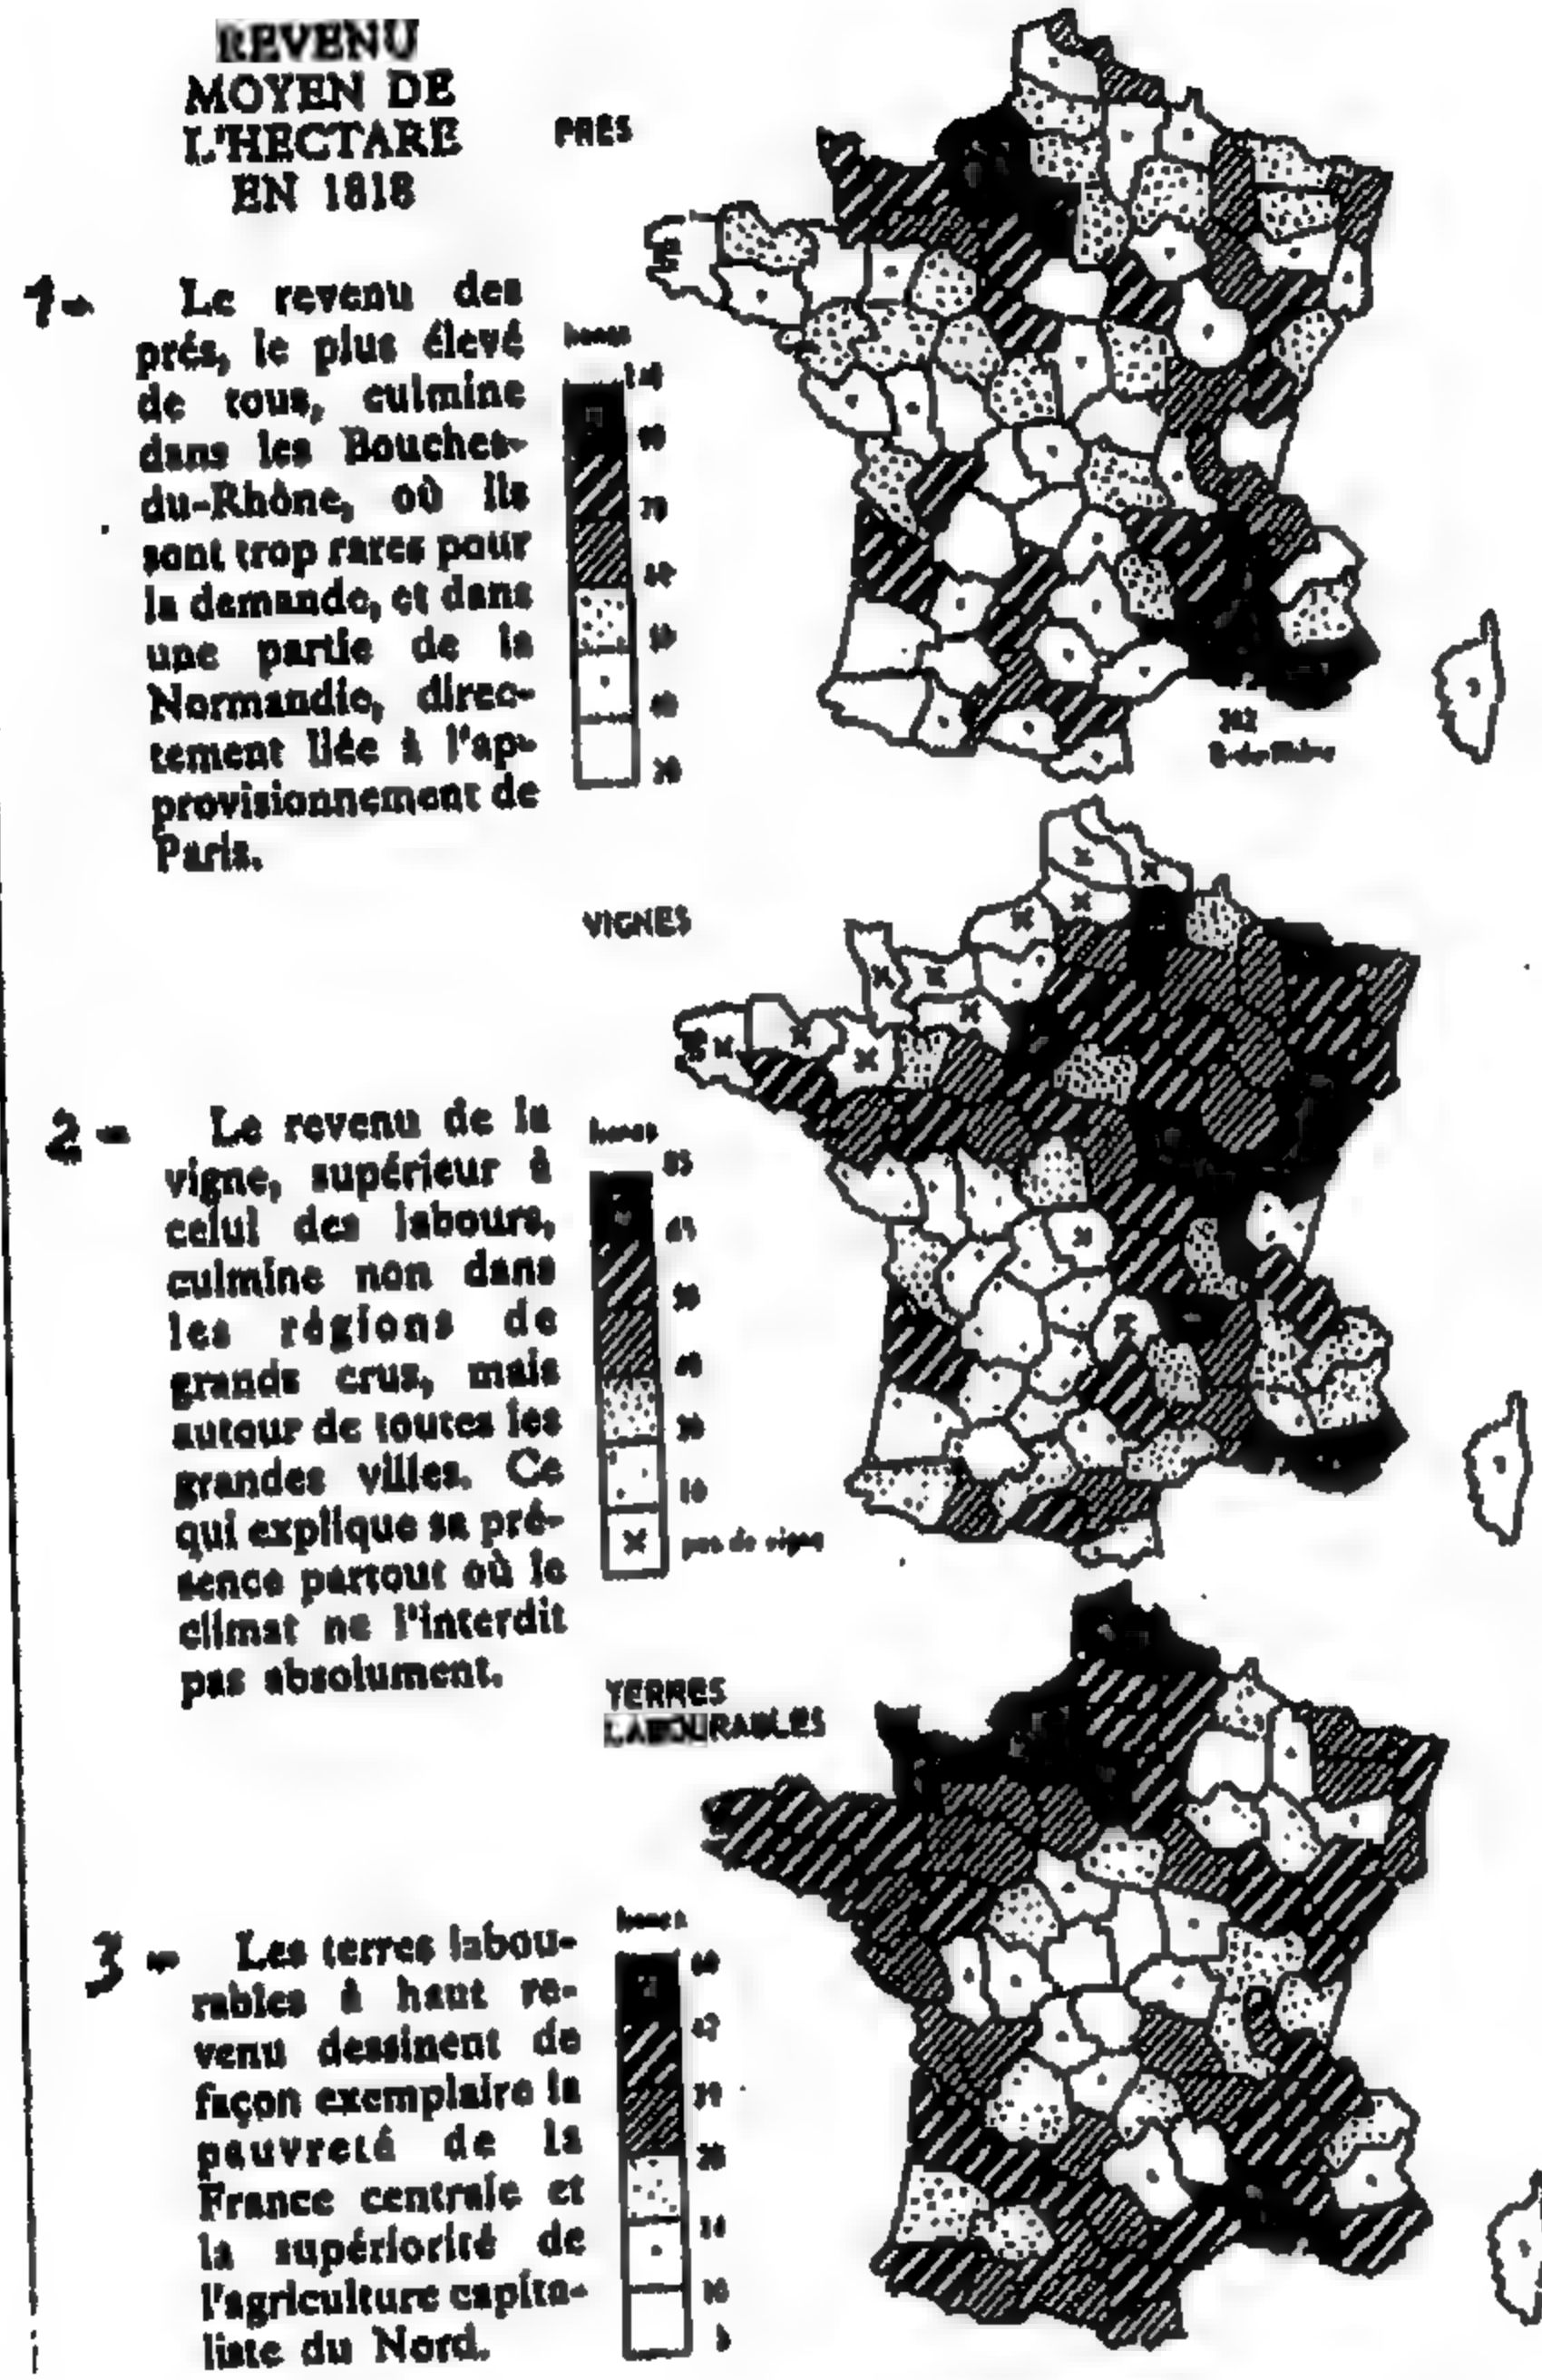 REVENU
MOYEN DE
L'HECTARE
EN 1818
PRÉS
1-
Le revenu des
prés, le plus élevé
de tous, culmine
dans les Bouches-
du-Rhône, où ils
sont trop rares pour
la demande, et dans
une partie de la
Normandie, direc-
tement liée à l'ap-
provisionnement de
Paris.
VIGNES
2-
Le revenu de la
vigne, supérieur à
celui des labours,
culmine non dans
les régions de
grands crus, mais
autour de toutes les
grandes villes. Ce
qui explique sa pré-
sence partout où le
climat ne l'interdit
pas absolument.
pas de vigne
TERRES
LABOURABLES
3-
Les terres labou-
rables à haut re-
venu dessinent de
façon exemplaire la
pauvreté de la
France centrale et
la supériorité de
l'agriculture capita-
liste du Nord.